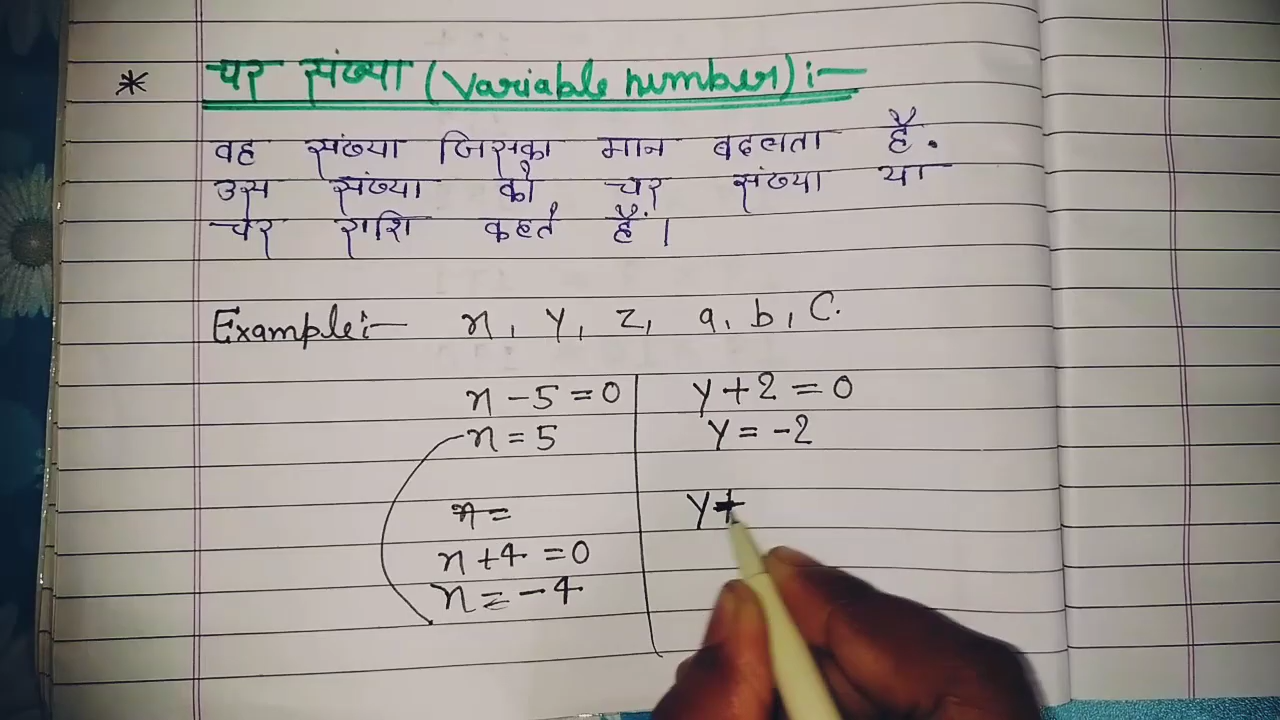 * चर संख्या (Variable number) :—
वह संख्या जिसका मान बदलता है.
उस संख्या को चर संख्या या
चर राशि कहते हैं।
Example:— x, y, z, a, b, c.
x - 5 = 0
x = 5
x =
x + 4 = 0
x = -4
y + 2 = 0
y = -2
y +